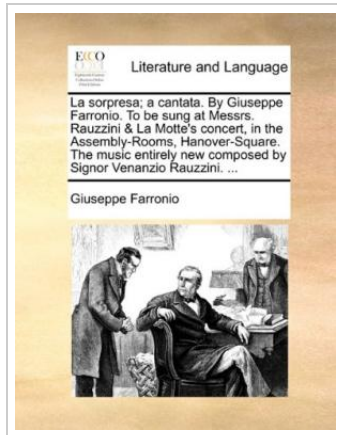 ECCO
Literature and Language
La sorpresa; a cantata. By Giuseppe
Farronio. To be sung at Messrs.
Rauzzini & La Motte's concert, in the
Assembly-Rooms, Hanover-Square.
The music entirely new composed by
Signor Venanzio Rauzzini. ...
Giuseppe Farronio